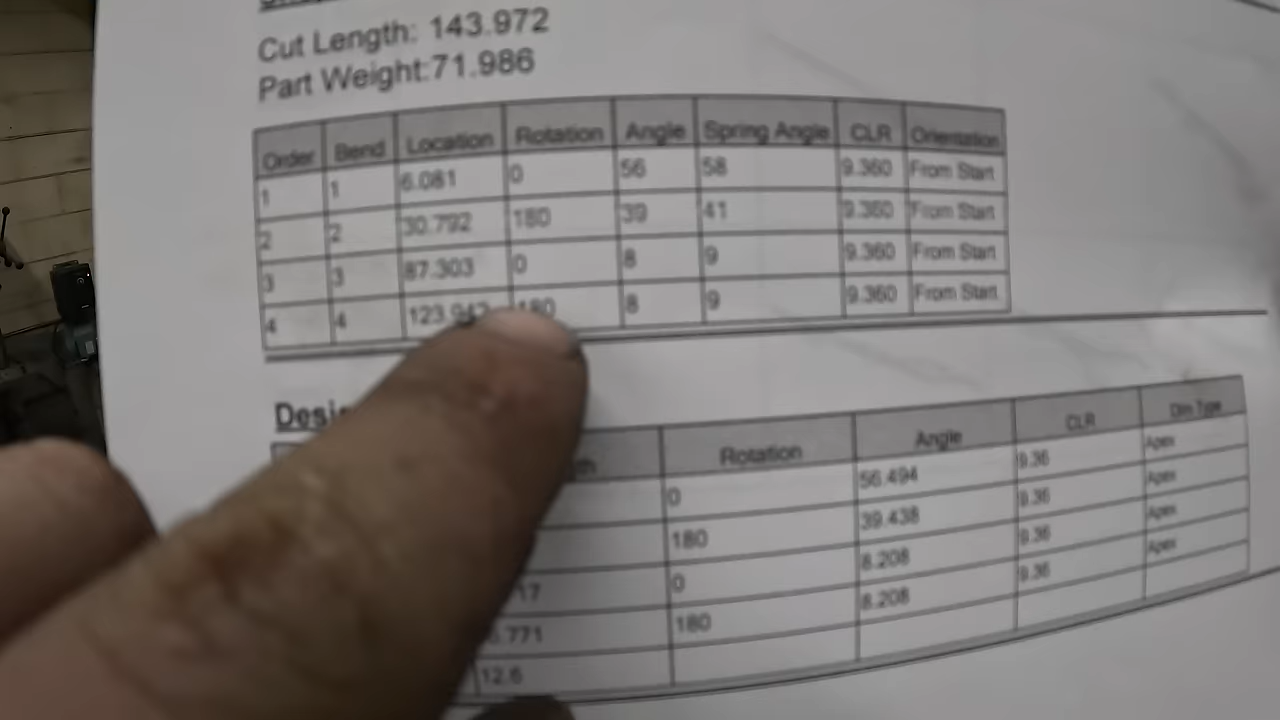 Cut Length: 143.972
Part Weight:71.986
Order Bend Location Rotation Angle Spring Angle CLR Orientation
1 1 6.081 0 56 58 9.360 From Start
2 2 30.792 180 39 41 9.360 From Start
3 3 87.303 0 8 9 9.360 From Start
4 4 180 8 9 9.360 From Start
Rotation Angle CLR Dim Type
0 56.494 9.36 Apex
180 39.438 9.36 Apex
0 8.208 9.36 Apex
180 8.208 9.36 Apex
12.6